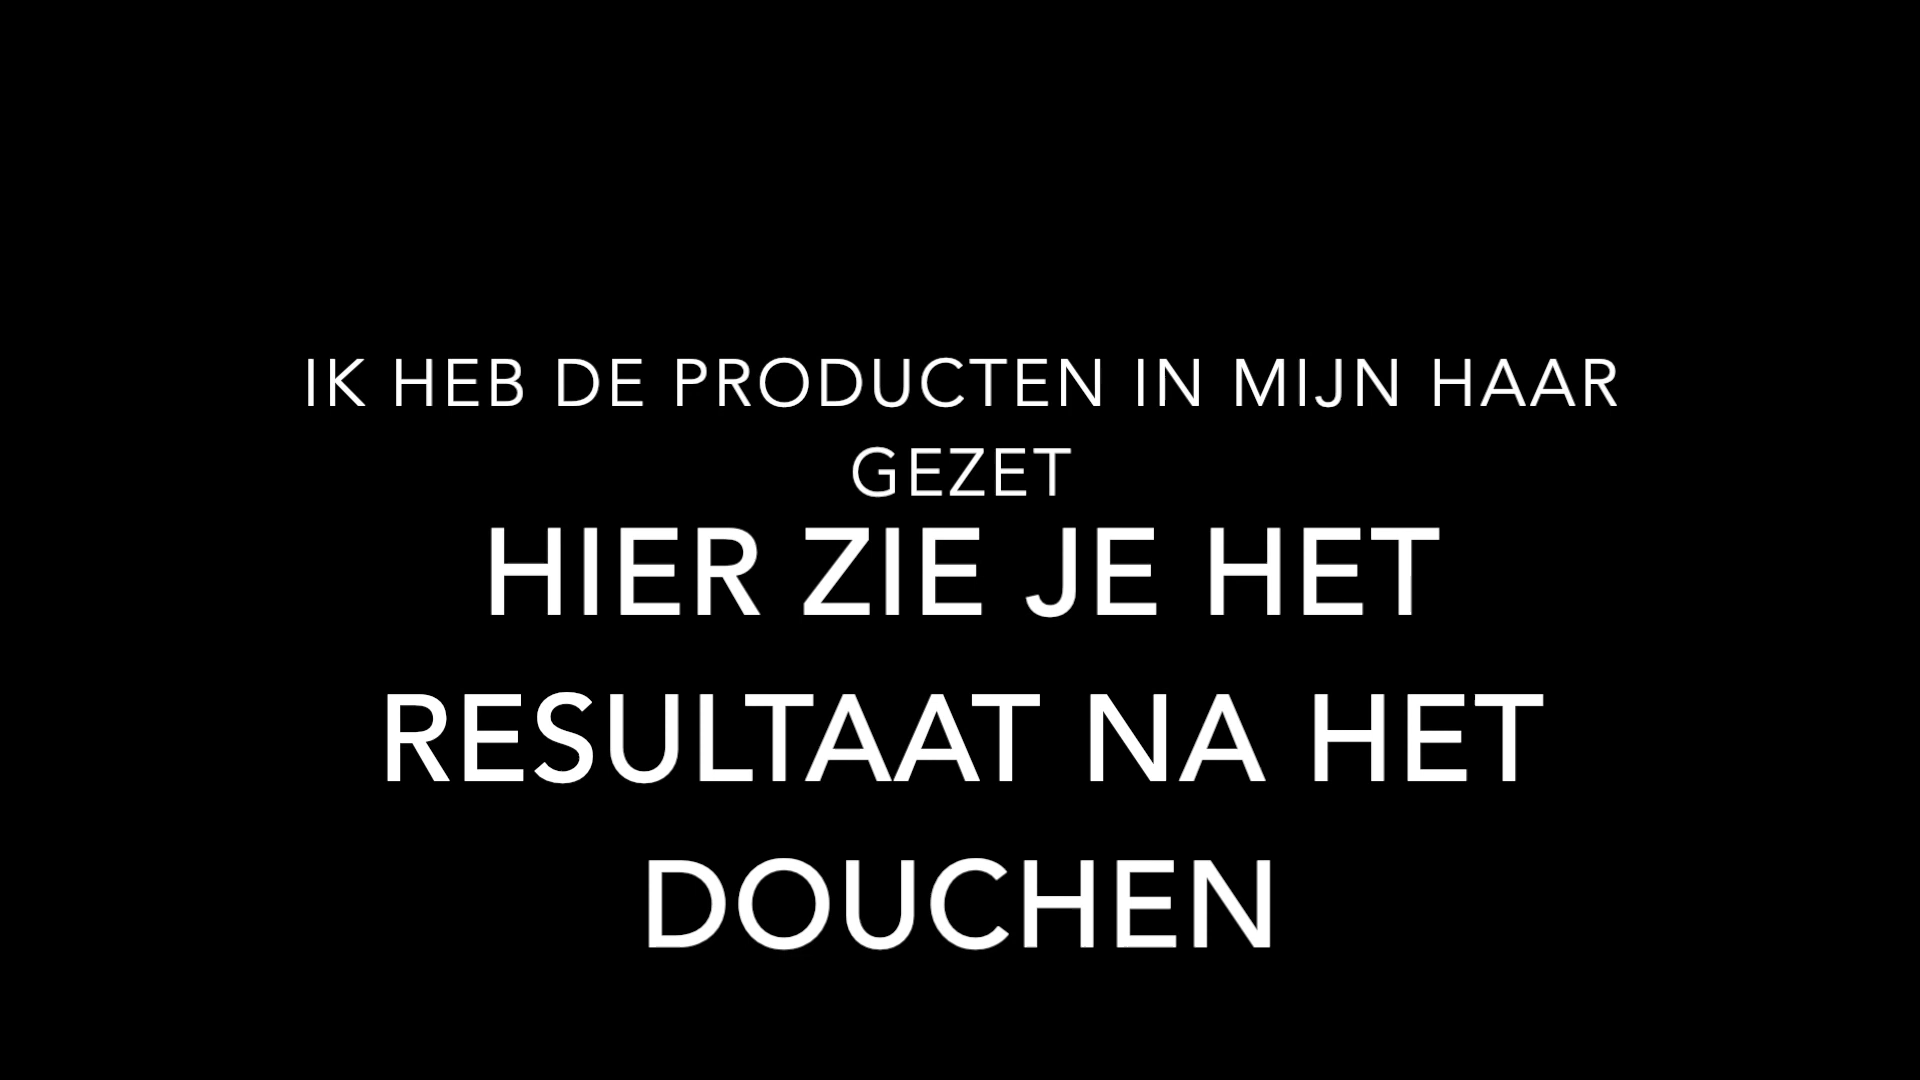 IK HEB DE PRODUCTEN IN MIJN HAAR
GEZET
HIER ZIE JE HET
RESULTAAT NA HET
DOUCHEN